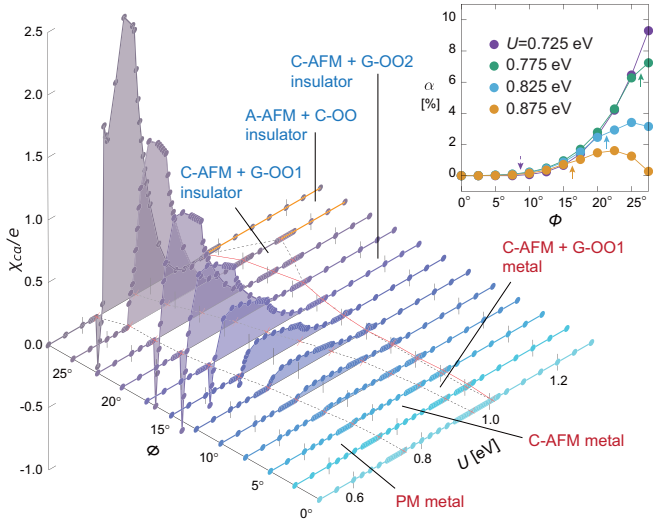 2.5
2.0
1.5
1.0
0.5
0.0
-0.5
-1.0
χca/e
25°
20°
15°
10°
5°
0°
Φ
0.6
0.8
1.0
1.2
U [eV]
C-AFM + G-OO2
insulator
A-AFM + C-OO
insulator
C-AFM + G-OO1
insulator
C-AFM + G-OO1
metal
C-AFM metal
PM metal
10
8
6
4
2
0
α
[%]
U=0.725 eV
0.775 eV
0.825 eV
0.875 eV
0° 5° 10° 15° 20° 25°
Φ